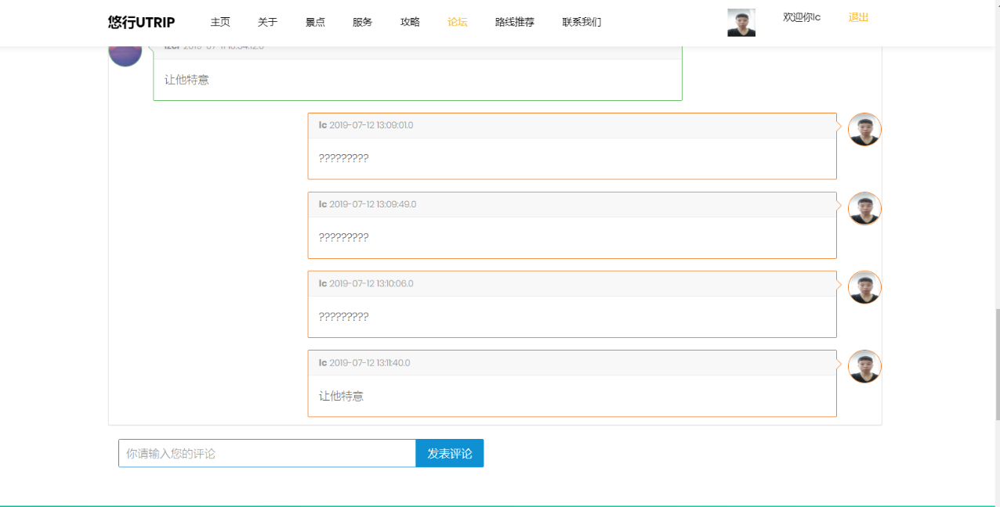 悠行UTRIP 主页 关于 景点 服务 攻略 论坛 路线推荐 联系我们 欢迎你lc 退出
让他特意
lc 2019-07-12 13:09:01.0
?????????
lc 2019-07-12 13:09:49.0
?????????
lc 2019-07-12 13:10:06.0
?????????
lc 2019-07-12 13:11:40.0
让他特意
你请输入您的评论 发表评论